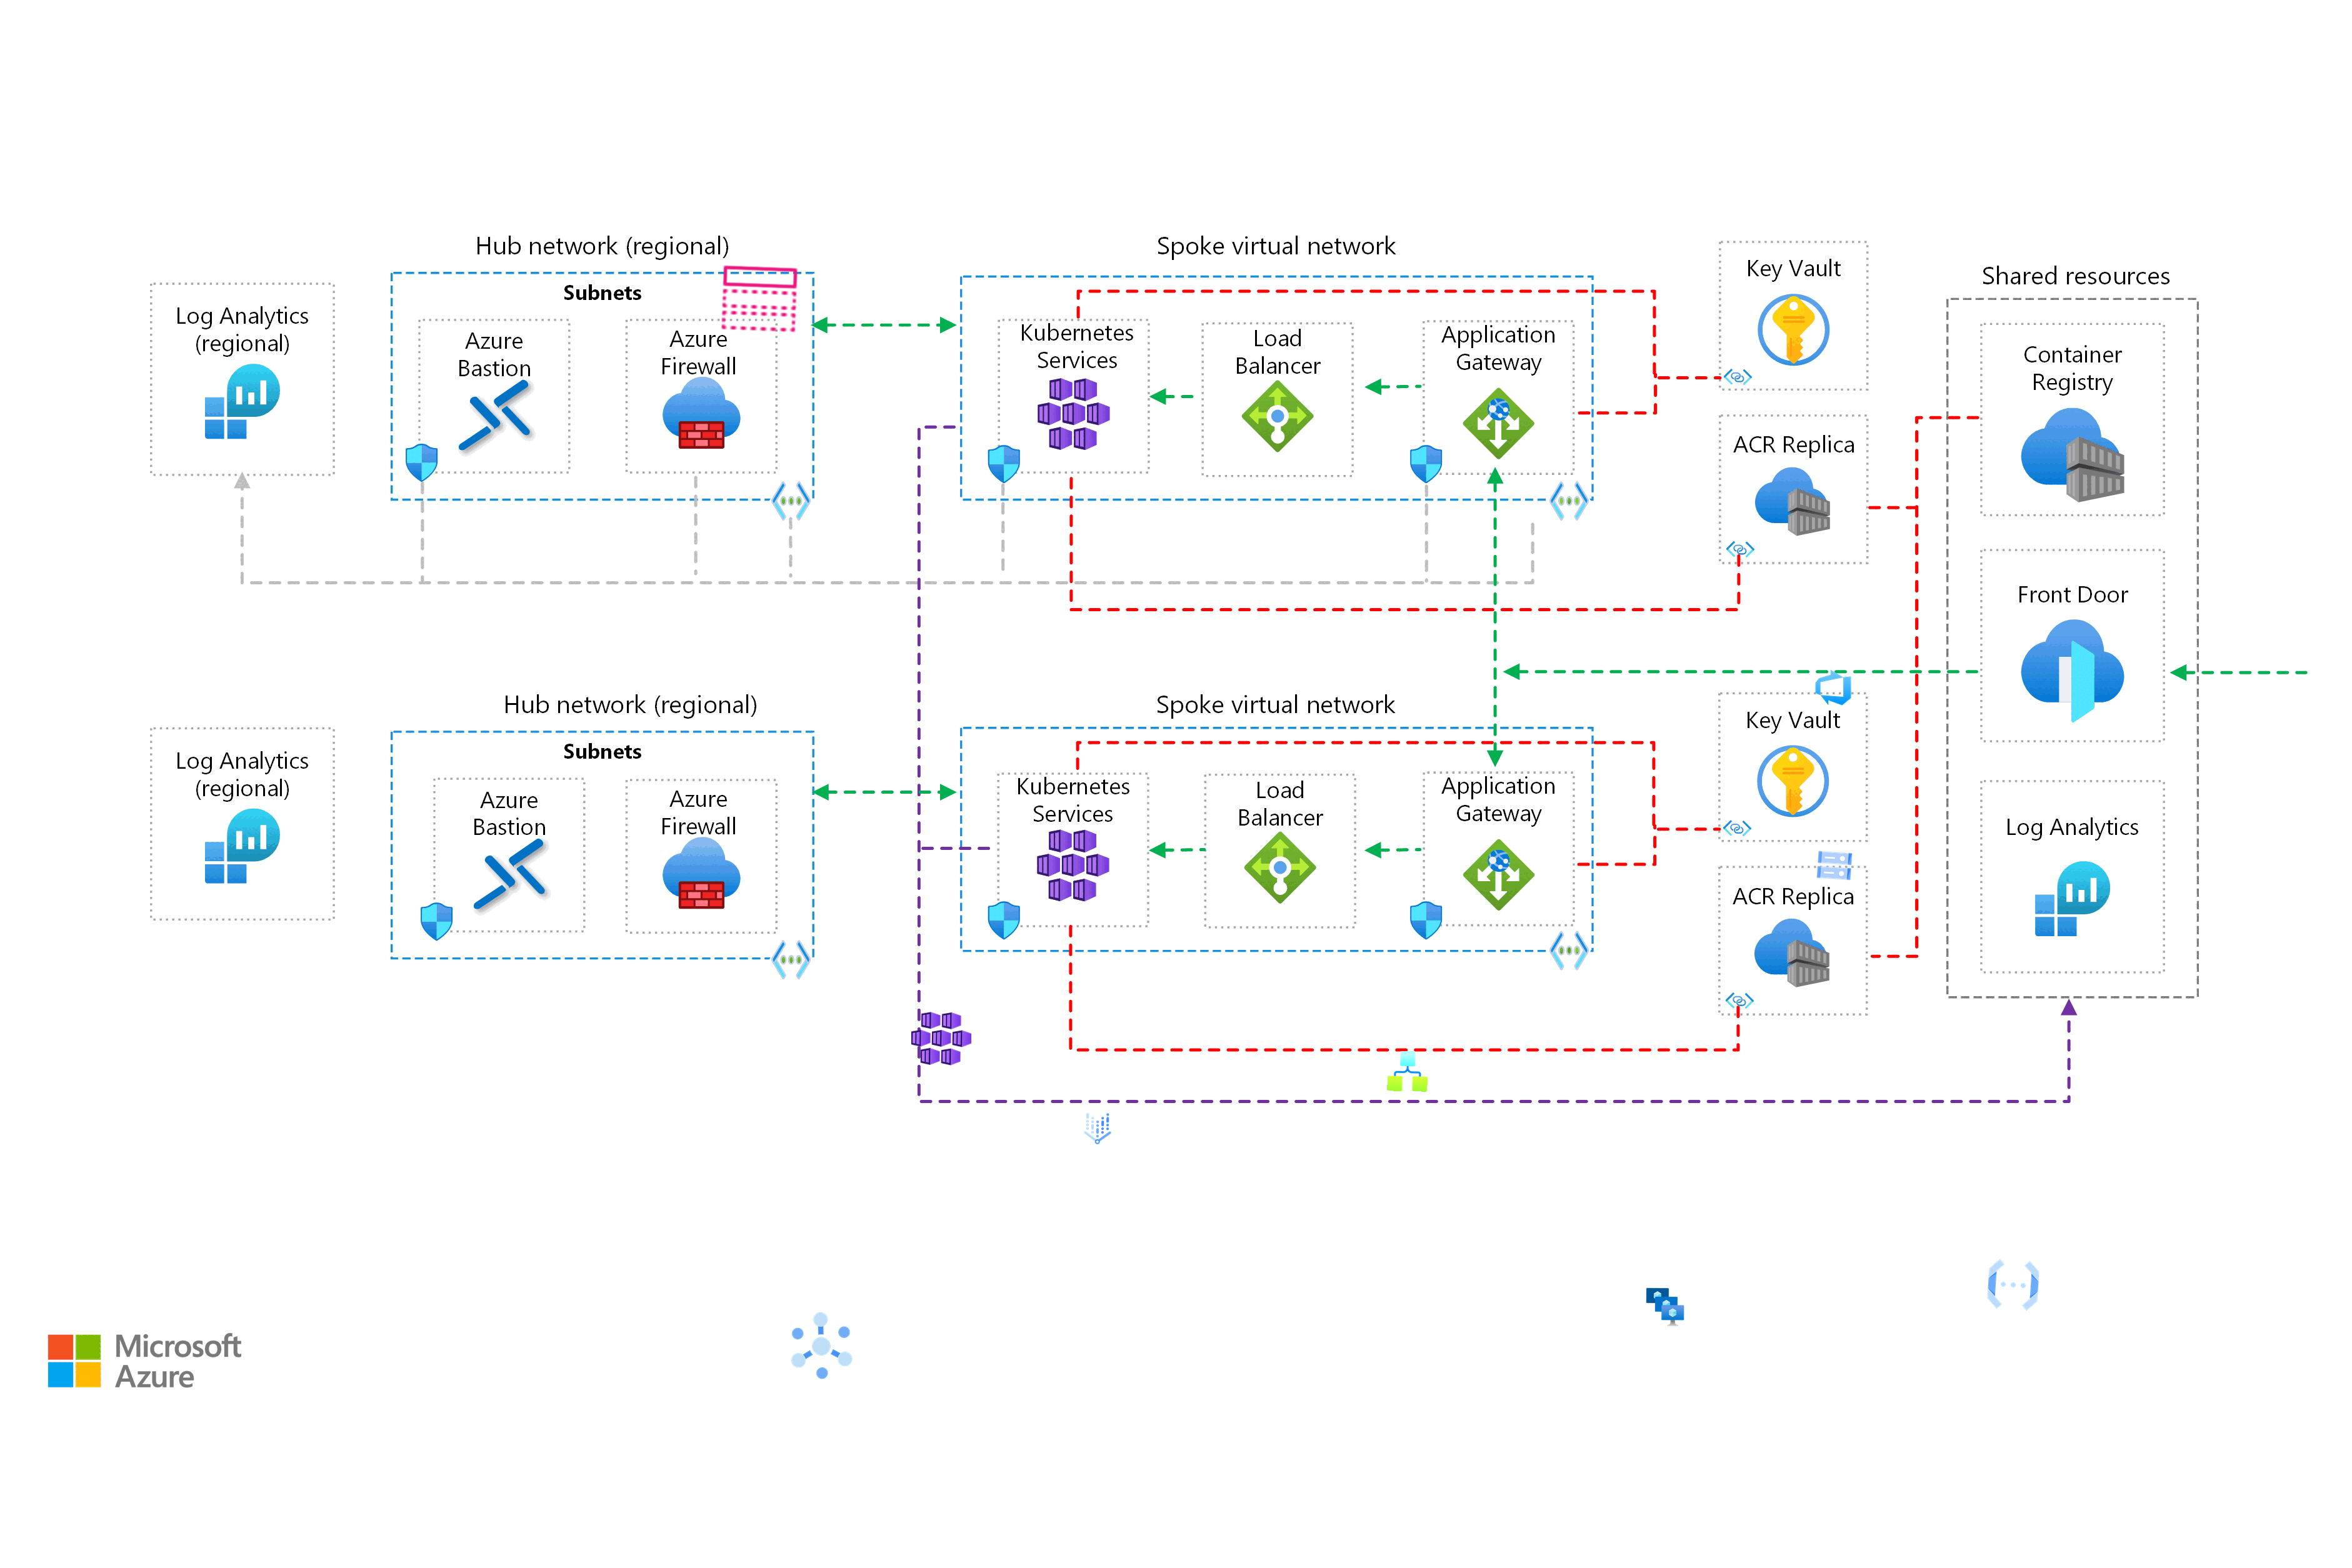 Hub network (regional)
Spoke virtual network
Key Vault
Shared resources
Log Analytics
(regional)
Subnets
Azure
Bastion
Azure
Firewall
Kubernetes
Services
Load
Balancer
Application
Gateway
Container
Registry
ACR Replica
Front Door
Hub network (regional)
Spoke virtual network
Key Vault
Log Analytics
(regional)
Subnets
Azure
Bastion
Azure
Firewall
Kubernetes
Services
Load
Balancer
Application
Gateway
Log Analytics
ACR Replica
Microsoft
Azure